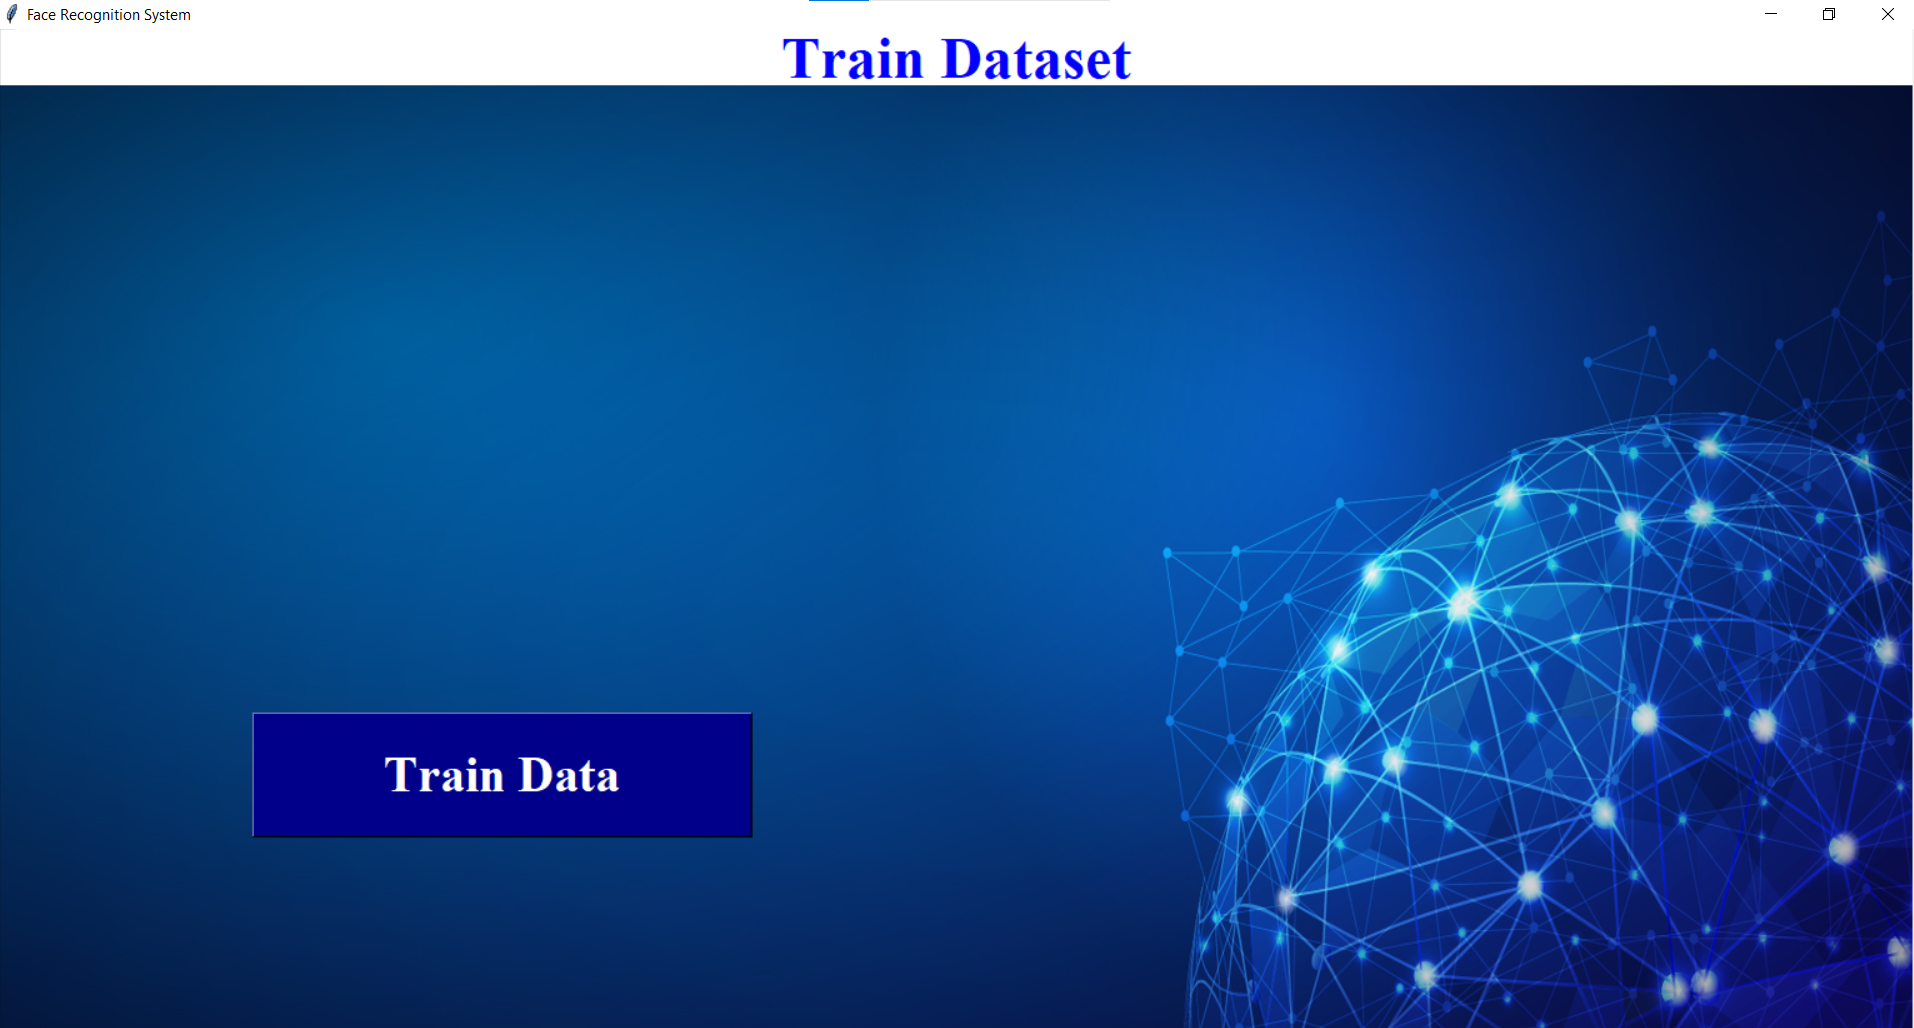 Face Recognition System
Train Dataset
Train Data